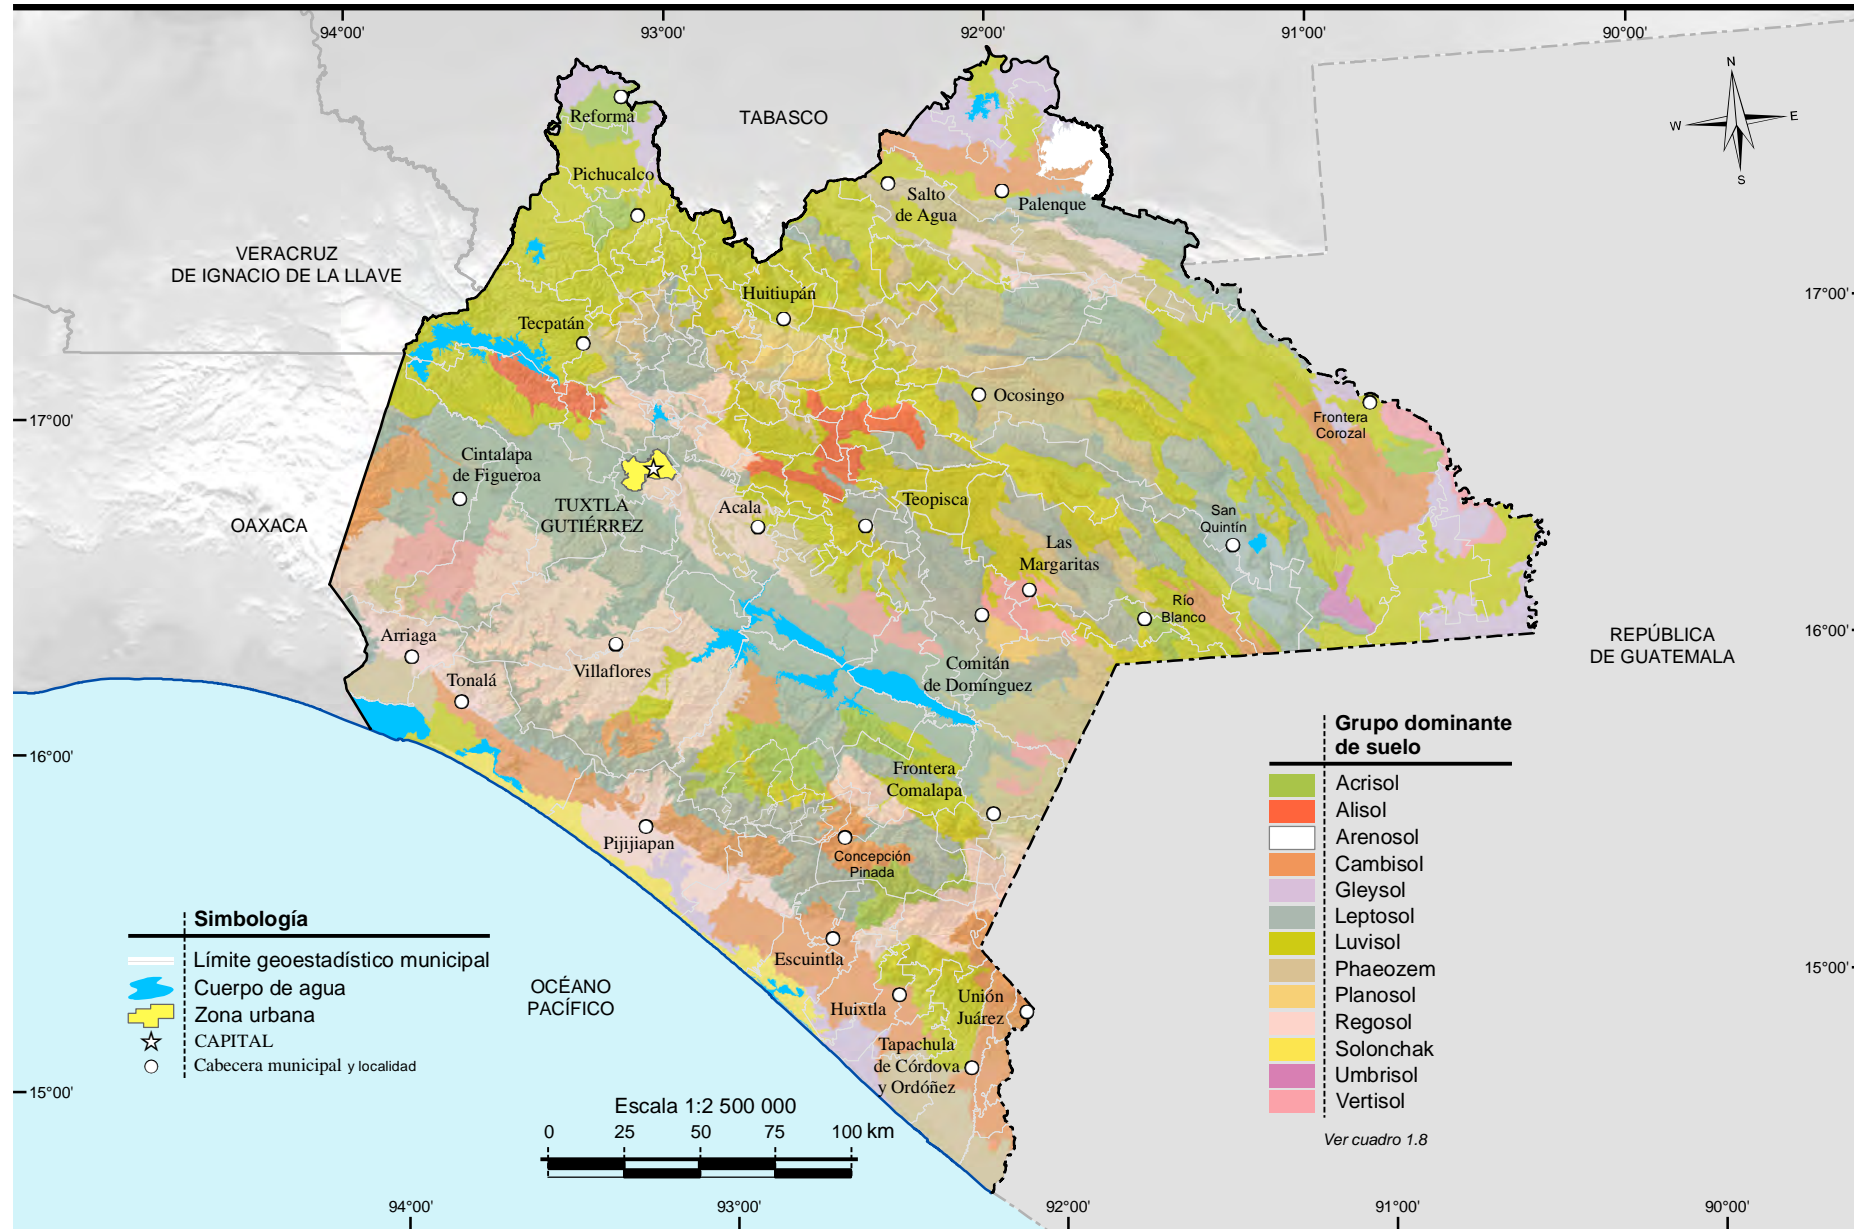 94°00'
93°00'
92°00'
91°00'
90°00'
N
W
E
S
TABASCO
Reforma
Pichucalco
Salto
de Agua
Palenque
VERACRUZ
DE IGNACIO DE LA LLAVE
Huitiupán
17°00'
Tecpatán
Ocosingo
17°00'
Frontera
Corozal
Cintalapa
de Figueroa
OAXACA
TUXTLA
GUTIÉRREZ
Acala
Teopisca
San
Quintín
Las
Margaritas
Río
Blanco
Arriaga
16°00'
REPÚBLICA
DE GUATEMALA
Villaflores
Tonalá
Comitán
de Domínguez
16°00'
Frontera
Comalapa
Pijijiapan
Concepción
Pinada
Escuintla
15°00'
OCÉANO
PACÍFICO
Huixtla
Unión
Juárez
Tapachula
de Córdova
y Ordóñez
15°00'
Grupo dominante
de suelo
Acrisol
Alisol
Arenosol
Cambisol
Gleysol
Leptosol
Luvisol
Phaeozem
Planosol
Regosol
Solonchak
Umbrisol
Vertisol
Ver cuadro 1.8
Simbología
Límite geoestadístico municipal
Cuerpo de agua
Zona urbana
CAPITAL
Cabecera municipal y localidad
Escala 1:2 500 000
0 25 50 75 100 km
94°00'
93°00'
92°00'
91°00'
90°00'